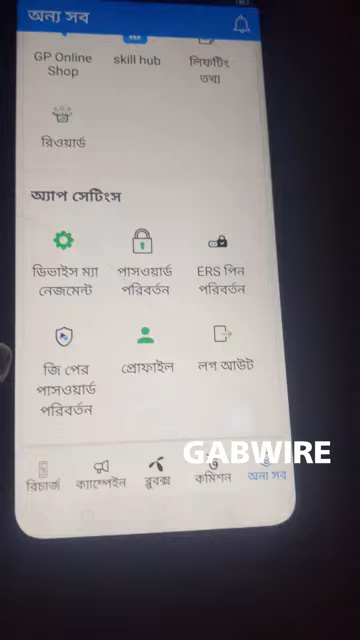 অন্য সব
GP Online
Shop
skill hub
লিফটিং
তথ্য
রিওয়ার্ড
অ্যাপ সেটিংস
ডিভাইস ম্যা
নেজমেন্ট
পাসওয়ার্ড
পরিবর্তন
ERS পিন
পরিবর্তন
জি পের
পাসওয়ার্ড
পরিবর্তন
প্রোফাইল
লগ আউট
GABWIRE
রিচার্জ
ক্যাম্পেইন
ব্লুবক্স
কমিশন
অন্য সব